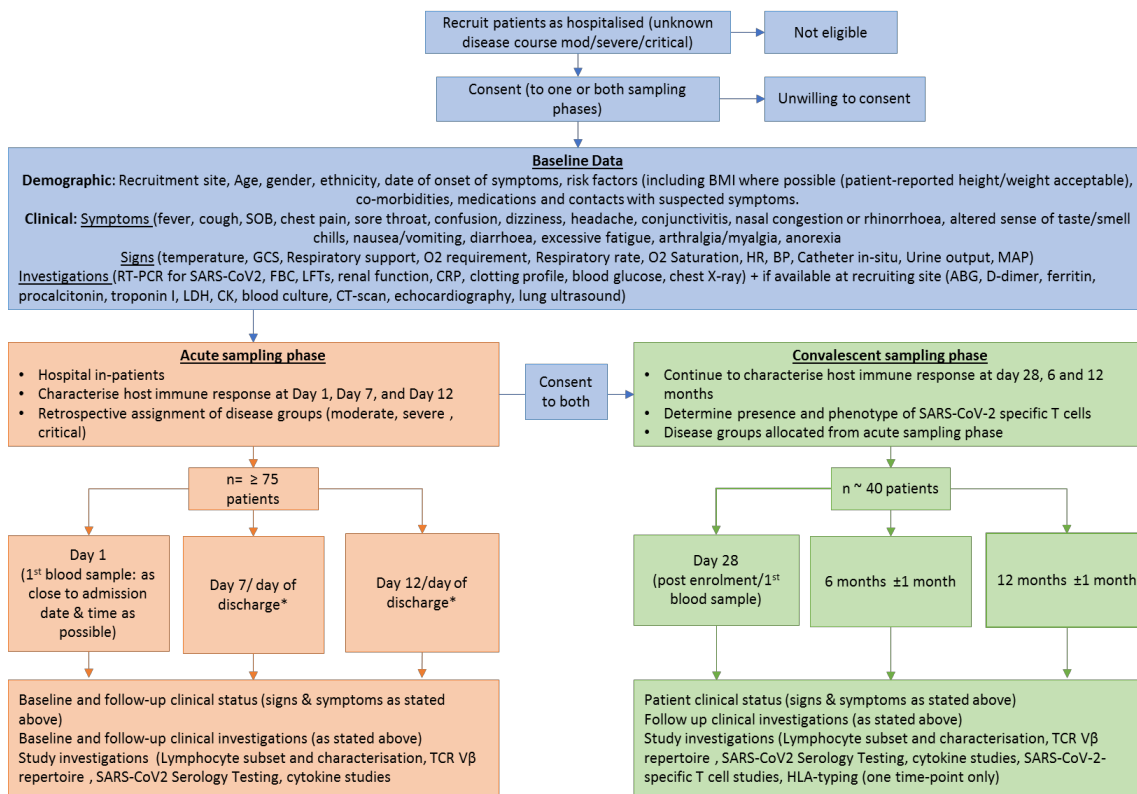 Recruit patients as hospitalised (unknown
disease course mod/severe/critical)
Not eligible
Consent (to one or both sampling
phases)
Unwilling to consent
Baseline Data
Demographic: Recruitment site, Age, gender, ethnicity, date of onset of symptoms, risk factors (including BMI where possible (patient-reported height/weight acceptable),
co-morbidities, medications and contacts with suspected symptoms.
Clinical: Symptoms (fever, cough, SOB, chest pain, sore throat, confusion, dizziness, headache, conjunctivitis, nasal congestion or rhinorrhoea, altered sense of taste/smell
chills, nausea/vomiting, diarrhoea, excessive fatigue, arthralgia/myalgia, anorexia
Signs (temperature, GCS, Respiratory support, O2 requirement, Respiratory rate, O2 Saturation, HR, BP, Catheter in-situ, Urine output, MAP)
Investigations (RT-PCR for SARS-CoV2, FBC, LFTs, renal function, CRP, clotting profile, blood glucose, chest X-ray) + if available at recruiting site (ABG, D-dimer, ferritin,
procalcitonin, troponin I, LDH, CK, blood culture, CT-scan, echocardiography, lung ultrasound)
Acute sampling phase
• Hospital in-patients
• Characterise host immune response at Day 1, Day 7, and Day 12
• Retrospective assignment of disease groups (moderate, severe ,
critical)
Consent
to both
Convalescent sampling phase
• Continue to characterise host immune response at day 28, 6 and 12
months
• Determine presence and phenotype of SARS-CoV-2 specific T cells
• Disease groups allocated from acute sampling phase
n= ≥ 75
patients
n ~ 40 patients
Day 1
(1st blood sample: as
close to admission
date & time as
possible)
Day 7/ day of
discharge*
Day 12/day of
discharge*
Day 28
(post enrolment/1st
blood sample)
6 months ±1 month
12 months ±1 month
Baseline and follow-up clinical status (signs & symptoms as stated
above)
Baseline and follow-up clinical investigations (as stated above)
Study investigations (Lymphocyte subset and characterisation, TCR Vβ
repertoire , SARS-CoV2 Serology Testing, cytokine studies
Patient clinical status (signs & symptoms as stated above)
Follow up clinical investigations (as stated above)
Study investigations (Lymphocyte subset and characterisation, TCR Vβ
repertoire , SARS-CoV2 Serology Testing, cytokine studies, SARS-CoV-2-
specific T cell studies, HLA-typing (one time-point only)